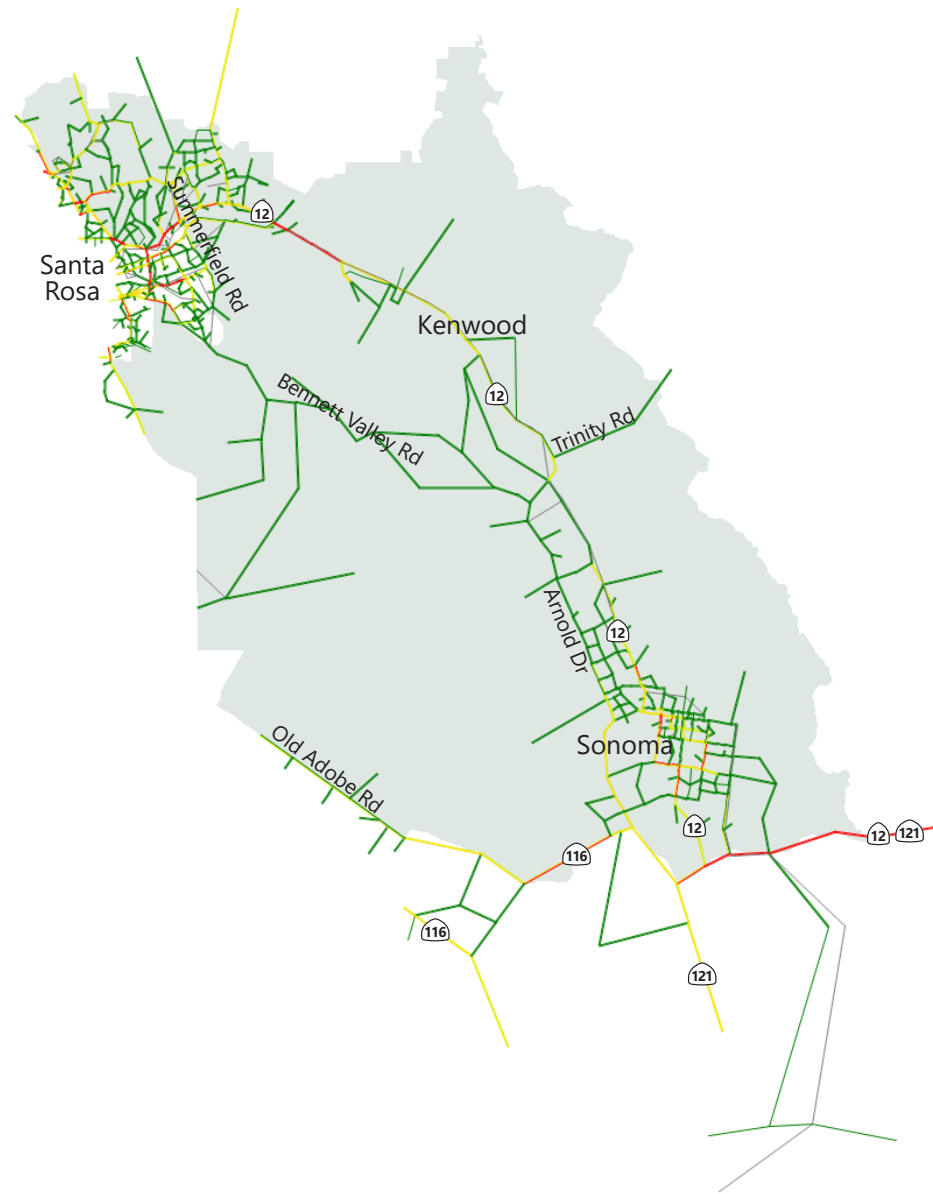 12
Summerfield Rd
Santa
Rosa
Kenwood
12
Bennett Valley Rd
Trinity Rd
Arnold Dr
12
Sonoma
Old Adobe Rd
12
12
121
116
116
121